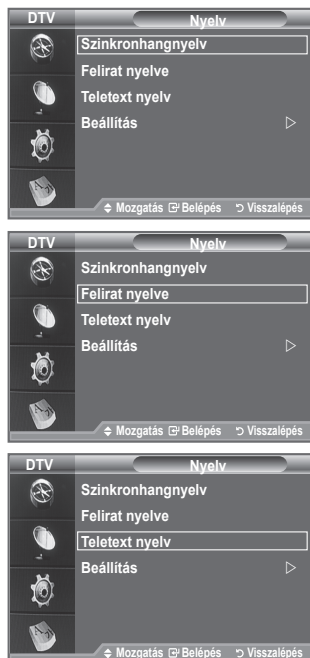 DTV Nyelv
Szinkronhangnyelv
Felirat nyelve
Teletext nyelv
Beállítás
Mozgatás Belépés Visszalépés
DTV Nyelv
Szinkronhangnyelv
Felirat nyelve
Teletext nyelv
Beállítás
Mozgatás Belépés Visszalépés
DTV Nyelv
Szinkronhangnyelv
Felirat nyelve
Teletext nyelv
Beállítás
Mozgatás Belépés Visszalépés